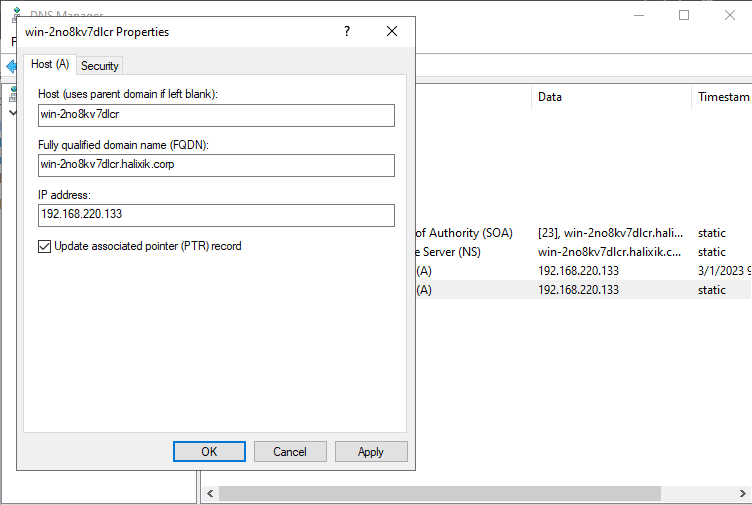 DNS Manager
win-2no8kv7dlcr Properties
?
Host (A)
Security
Host (uses parent domain if left blank):
win-2no8kv7dlcr
Fully qualified domain name (FQDN):
win-2no8kv7dlcr.halixik.corp
IP address:
192.168.220.133
Update associated pointer (PTR) record
OK
Cancel
Apply
F
Data
Timestam
of Authority (SOA)
[23], win-2no8kv7dlcr.hali...
static
e Server (NS)
win-2no8kv7dlcr.halixik.c...
static
(A)
192.168.220.133
3/1/2023 9
(A)
192.168.220.133
static